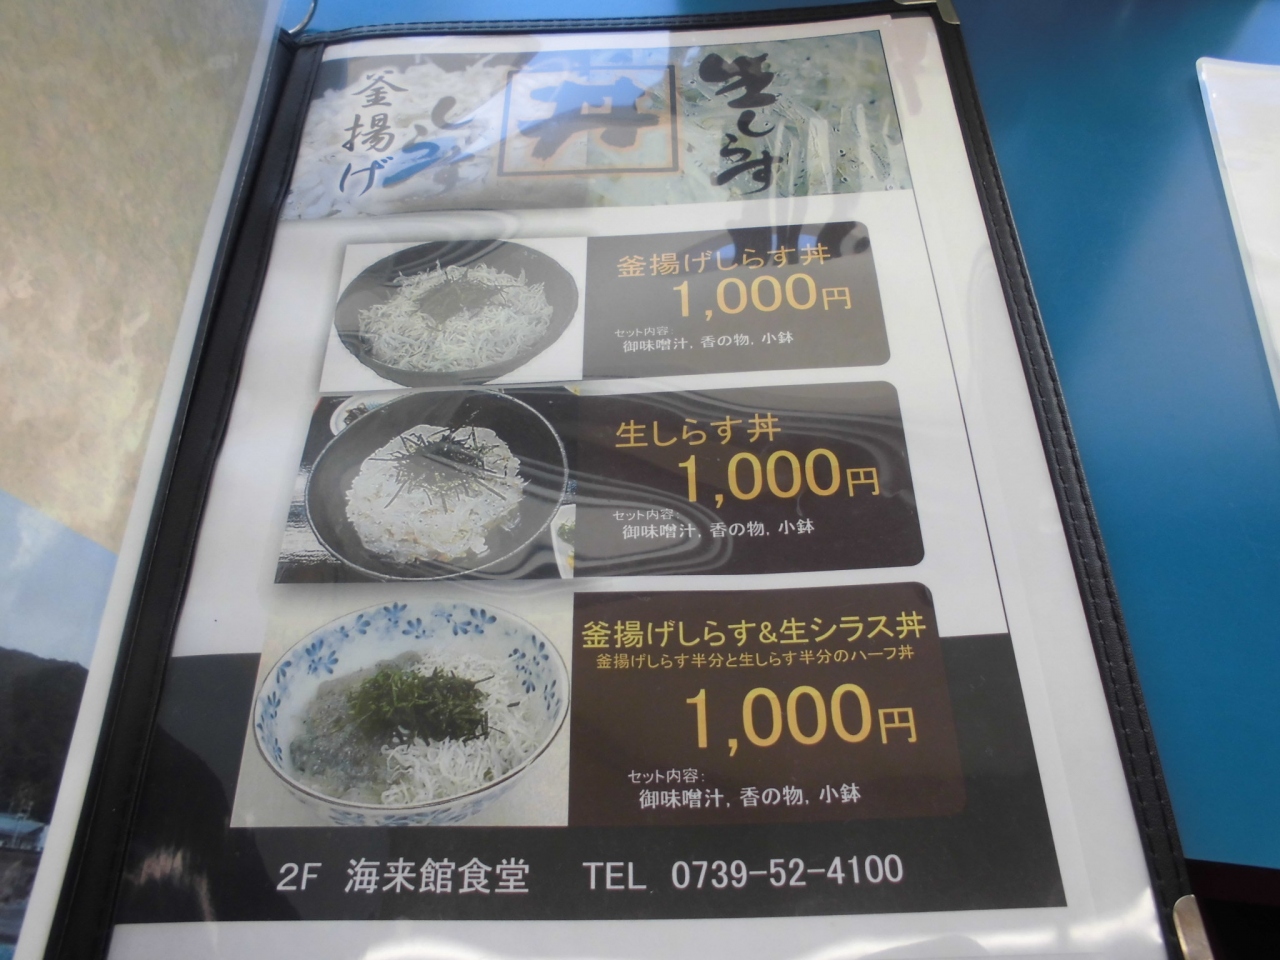 釜揚げしらす
丼
生しらす
釜揚げしらす丼
1,000円
セット内容:
御味噌汁, 香の物, 小鉢
生しらす丼
1,000円
セット内容:
御味噌汁, 香の物, 小鉢
釜揚げしらす&生シラス丼
釜揚げしらす半分と生しらす半分のハーフ丼
1,000円
セット内容:
御味噌汁, 香の物, 小鉢
2F 海来館食堂 TEL 0739-52-4100